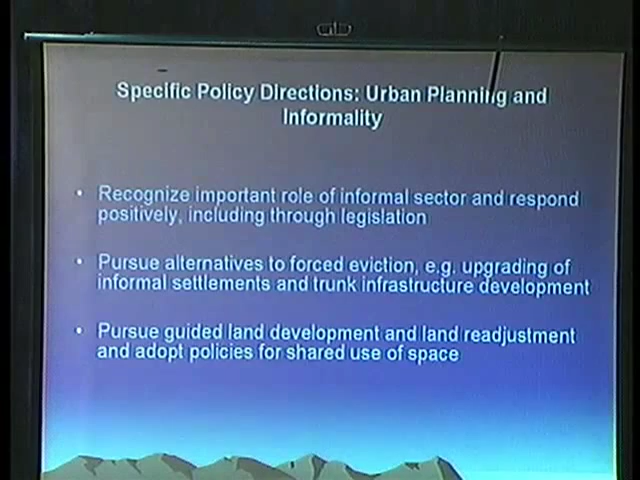 Specific Policy Directions: Urban Planning and
Informality
• Recognize important role of informal sector and respond
positively, including through legislation
• Pursue alternatives to forced eviction, e.g. upgrading of
informal settlements and trunk infrastructure development
• Pursue guided land development and land readjustment
and adopt policies for shared use of space